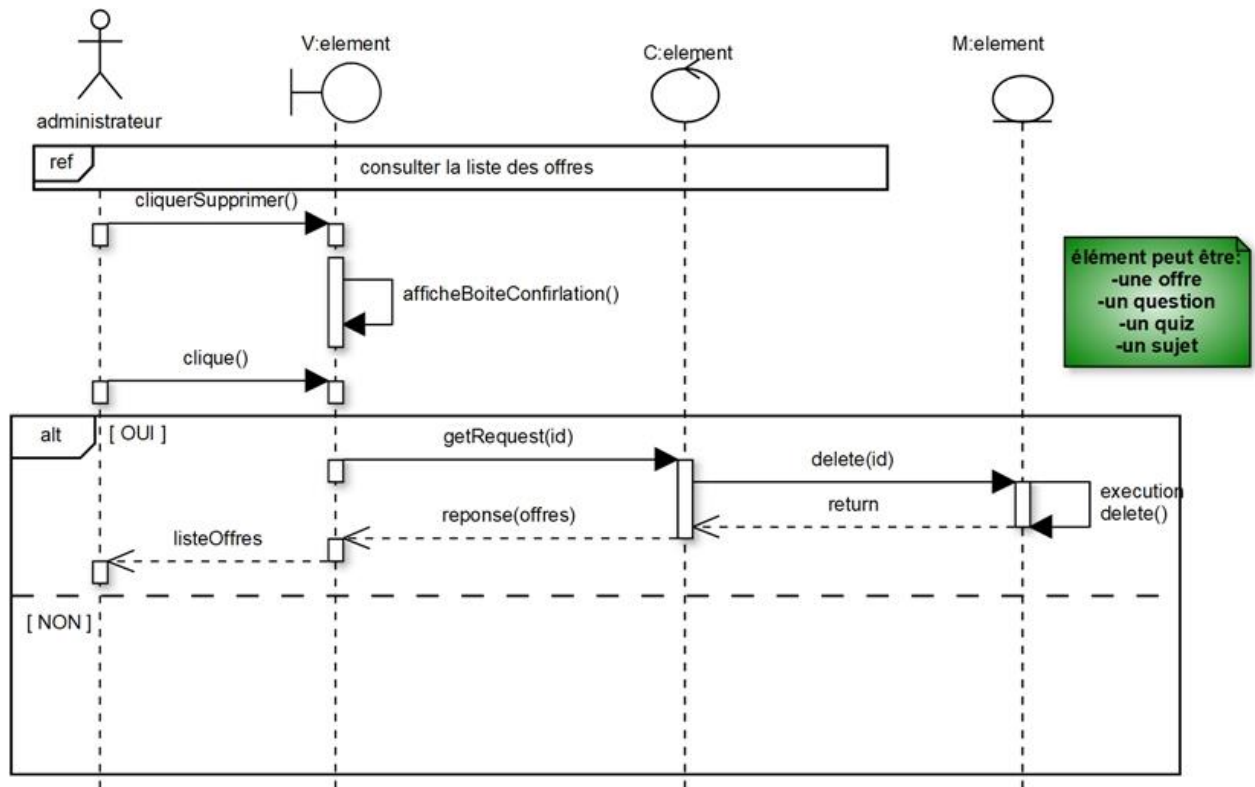 V:element
C:element
M:element
administrateur
ref
consulter la liste des offres
cliquerSupprimer()
élément peut être:
-une offre
-un question
-un quiz
-un sujet
afficheBoiteConfirlation()
clique()
alt
[ OUI ]
getRequest(id)
delete(id)
execution
delete()
return
reponse(offres)
listeOffres
[ NON ]